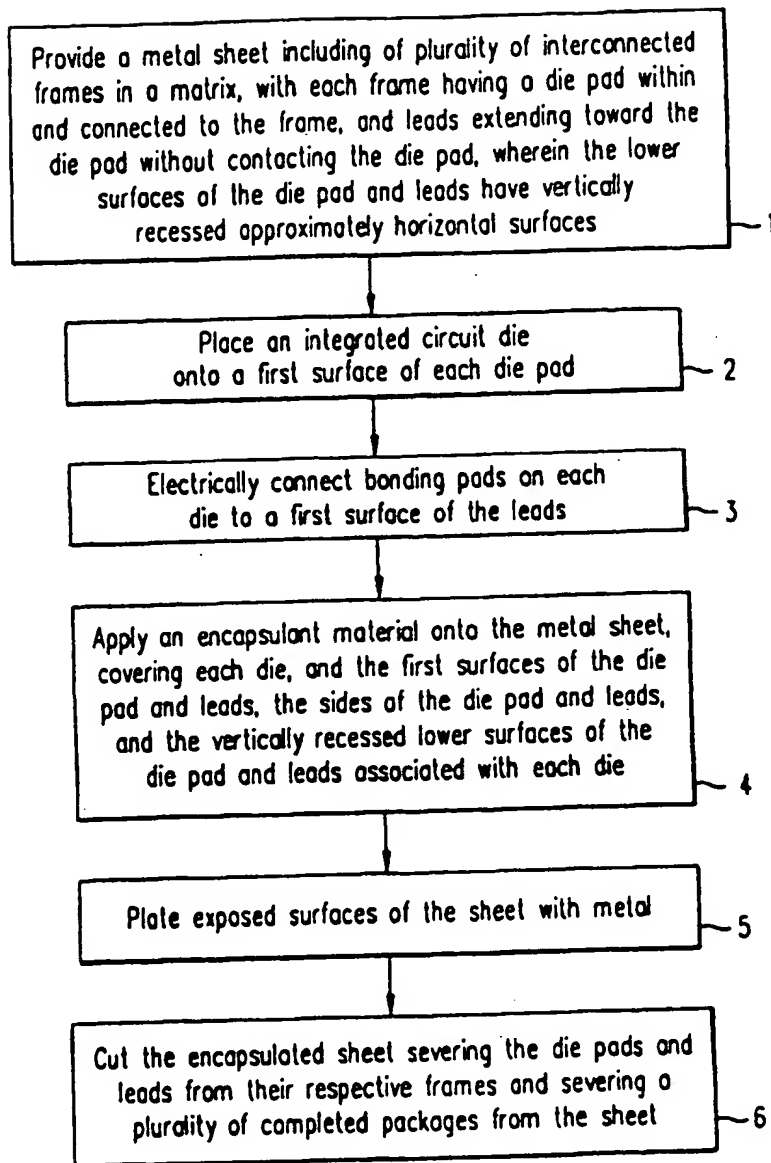 Provide a metal sheet including of plurality of interconnected
frames in a matrix, with each frame having a die pad within
and connected to the frame, and leads extending toward the
die pad without contacting the die pad, wherein the lower
surfaces of the die pad and leads have vertically
recessed approximately horizontal surfaces
1
Place an integrated circuit die
onto a first surface of each die pad
2
Electrically connect bonding pads on each
die to a first surface of the leads
3
Apply an encapsulant material onto the metal sheet,
covering each die, and the first surfaces of the die
pad and leads, the sides of the die pad and leads,
and the vertically recessed lower surfaces of the
die pad and leads associated with each die
4
Plate exposed surfaces of the sheet with metal
5
Cut the encapsulated sheet severing the die pads and
leads from their respective frames and severing a
plurality of completed packages from the sheet
6